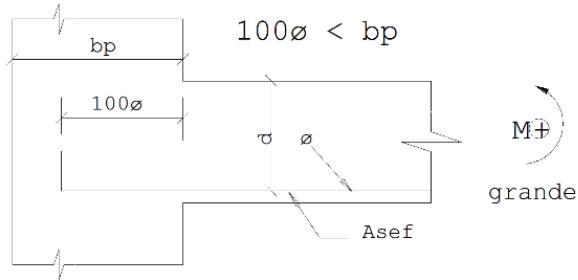 100ø < bp
bp
100ø
d
ø
M+
grande
Asef